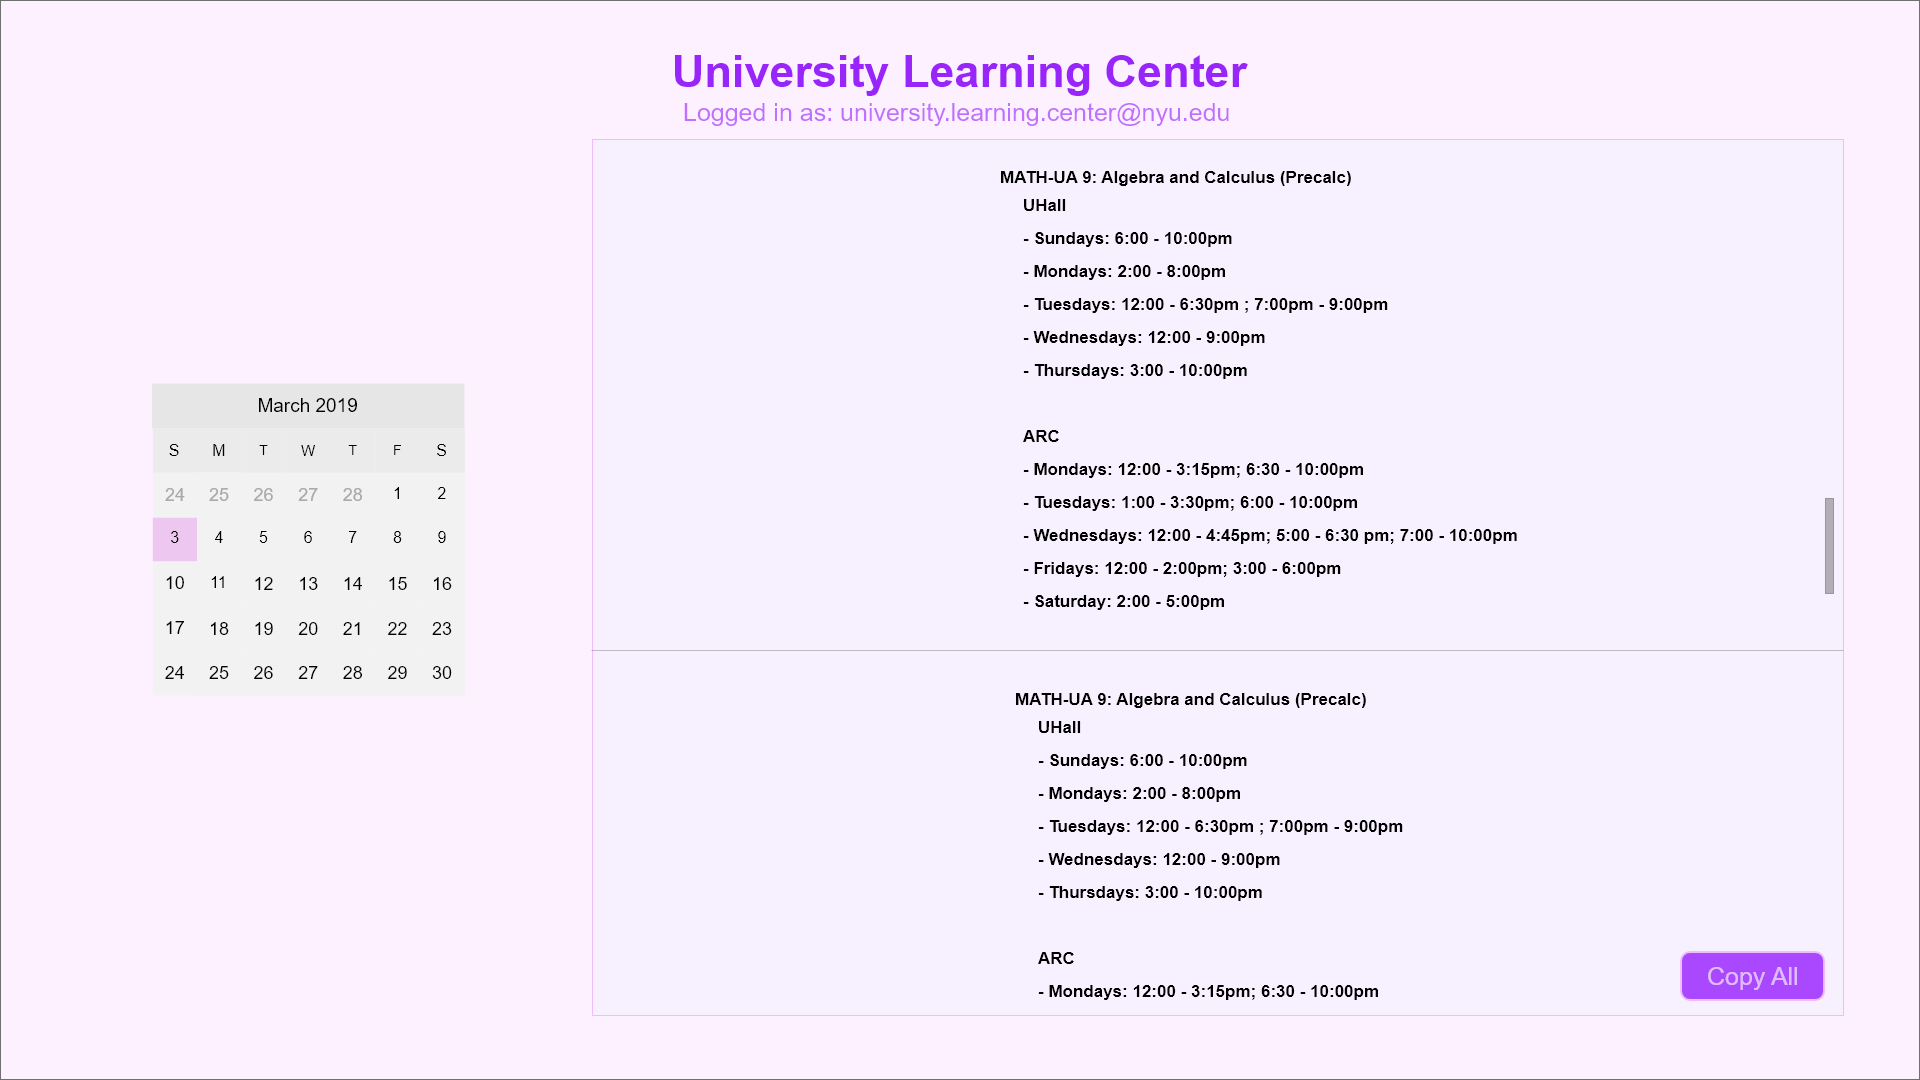 University Learning Center
Logged in as: university.learning.center@nyu.edu
March 2019
S M T W T F S
24 25 26 27 28 1 2
3 4 5 6 7 8 9
10 11 12 13 14 15 16
17 18 19 20 21 22 23
24 25 26 27 28 29 30
MATH-UA 9: Algebra and Calculus (Precalc)
UHall
- Sundays: 6:00 - 10:00pm
- Mondays: 2:00 - 8:00pm
- Tuesdays: 12:00 - 6:30pm ; 7:00pm - 9:00pm
- Wednesdays: 12:00 - 9:00pm
- Thursdays: 3:00 - 10:00pm
ARC
- Mondays: 12:00 - 3:15pm; 6:30 - 10:00pm
- Tuesdays: 1:00 - 3:30pm; 6:00 - 10:00pm
- Wednesdays: 12:00 - 4:45pm; 5:00 - 6:30 pm; 7:00 - 10:00pm
- Fridays: 12:00 - 2:00pm; 3:00 - 6:00pm
- Saturday: 2:00 - 5:00pm
MATH-UA 9: Algebra and Calculus (Precalc)
UHall
- Sundays: 6:00 - 10:00pm
- Mondays: 2:00 - 8:00pm
- Tuesdays: 12:00 - 6:30pm ; 7:00pm - 9:00pm
- Wednesdays: 12:00 - 9:00pm
- Thursdays: 3:00 - 10:00pm
ARC
- Mondays: 12:00 - 3:15pm; 6:30 - 10:00pm
Copy All